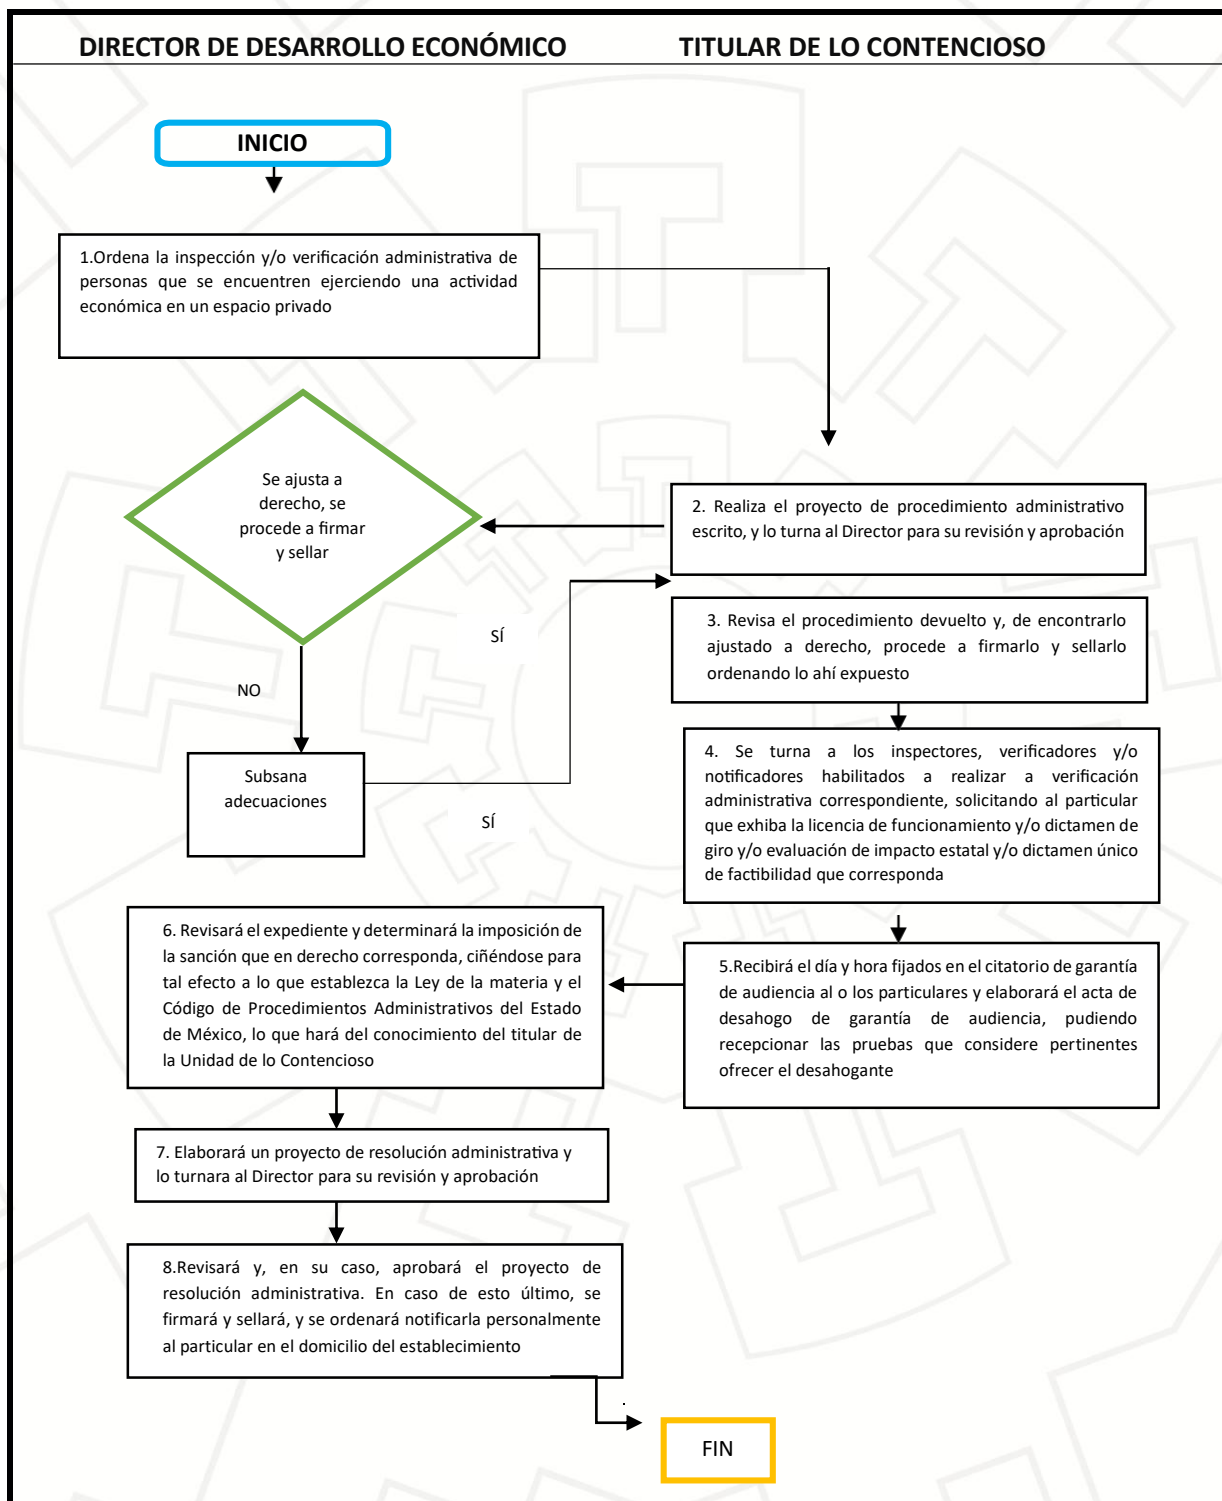 DIRECTOR DE DESARROLLO ECONÓMICO
TITULAR DE LO CONTENCIOSO
INICIO
1.Ordena la inspección y/o verificación administrativa de
personas que se encuentren ejerciendo una actividad
económica en un espacio privado
Se ajusta a
derecho, se
procede a firmar
y sellar
2. Realiza el proyecto de procedimiento administrativo
escrito, y lo turna al Director para su revisión y aprobación
SÍ
3. Revisa el procedimiento devuelto y, de encontrarlo
ajustado a derecho, procede a firmarlo y sellarlo
ordenando lo ahí expuesto
NO
Subsana
adecuaciones
SÍ
4. Se turna a los inspectores, verificadores y/o
notificadores habilitados a realizar a verificación
administrativa correspondiente, solicitando al particular
que exhiba la licencia de funcionamiento y/o dictamen de
giro y/o evaluación de impacto estatal y/o dictamen único
de factibilidad que corresponda
5.Recibirá el día y hora fijados en el citatorio de garantía
de audiencia al o los particulares y elaborará el acta de
desahogo de garantía de audiencia, pudiendo
recepcionar las pruebas que considere pertinentes
ofrecer el desahogante
6. Revisará el expediente y determinará la imposición de
la sanción que en derecho corresponda, ciñéndose para
tal efecto a lo que establezca la Ley de la materia y el
Código de Procedimientos Administrativos del Estado
de México, lo que hará del conocimiento del titular de
la Unidad de lo Contencioso
7. Elaborará un proyecto de resolución administrativa y
lo turnara al Director para su revisión y aprobación
8.Revisará y, en su caso, aprobará el proyecto de
resolución administrativa. En caso de esto último, se
firmará y sellará, y se ordenará notificarla personalmente
al particular en el domicilio del establecimiento
.
FIN